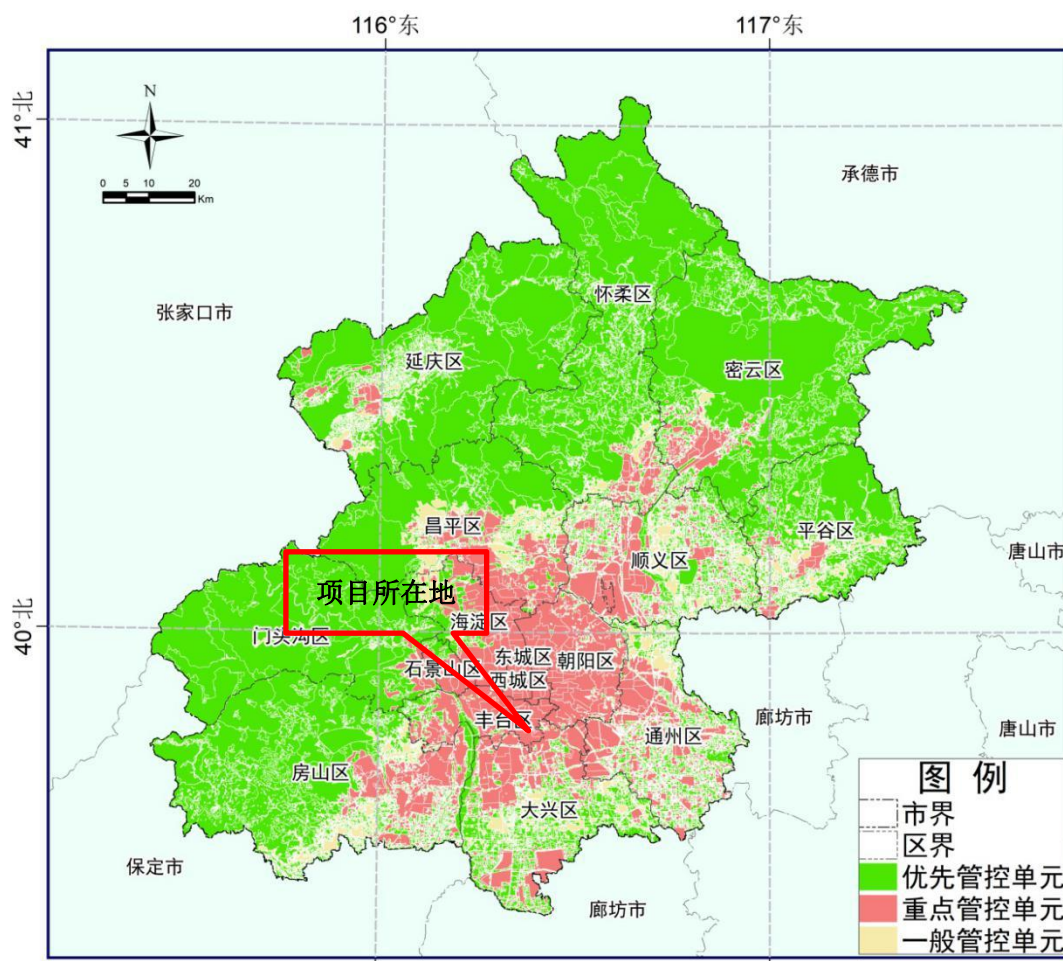 116°东
117°东
41°北
N
0 5 10 20
Km
承德市
怀柔区
张家口市
延庆区
密云区
昌平区
平谷区
顺义区
唐山市
项目所在地
40°北
海淀区
门头沟区
东城区
朝阳区
石景山区
西城区
丰台区
廊坊市
唐山市
通州区
房山区
大兴区
保定市
廊坊市
图 例
市界
区界
优先管控单元
重点管控单元
一般管控单元